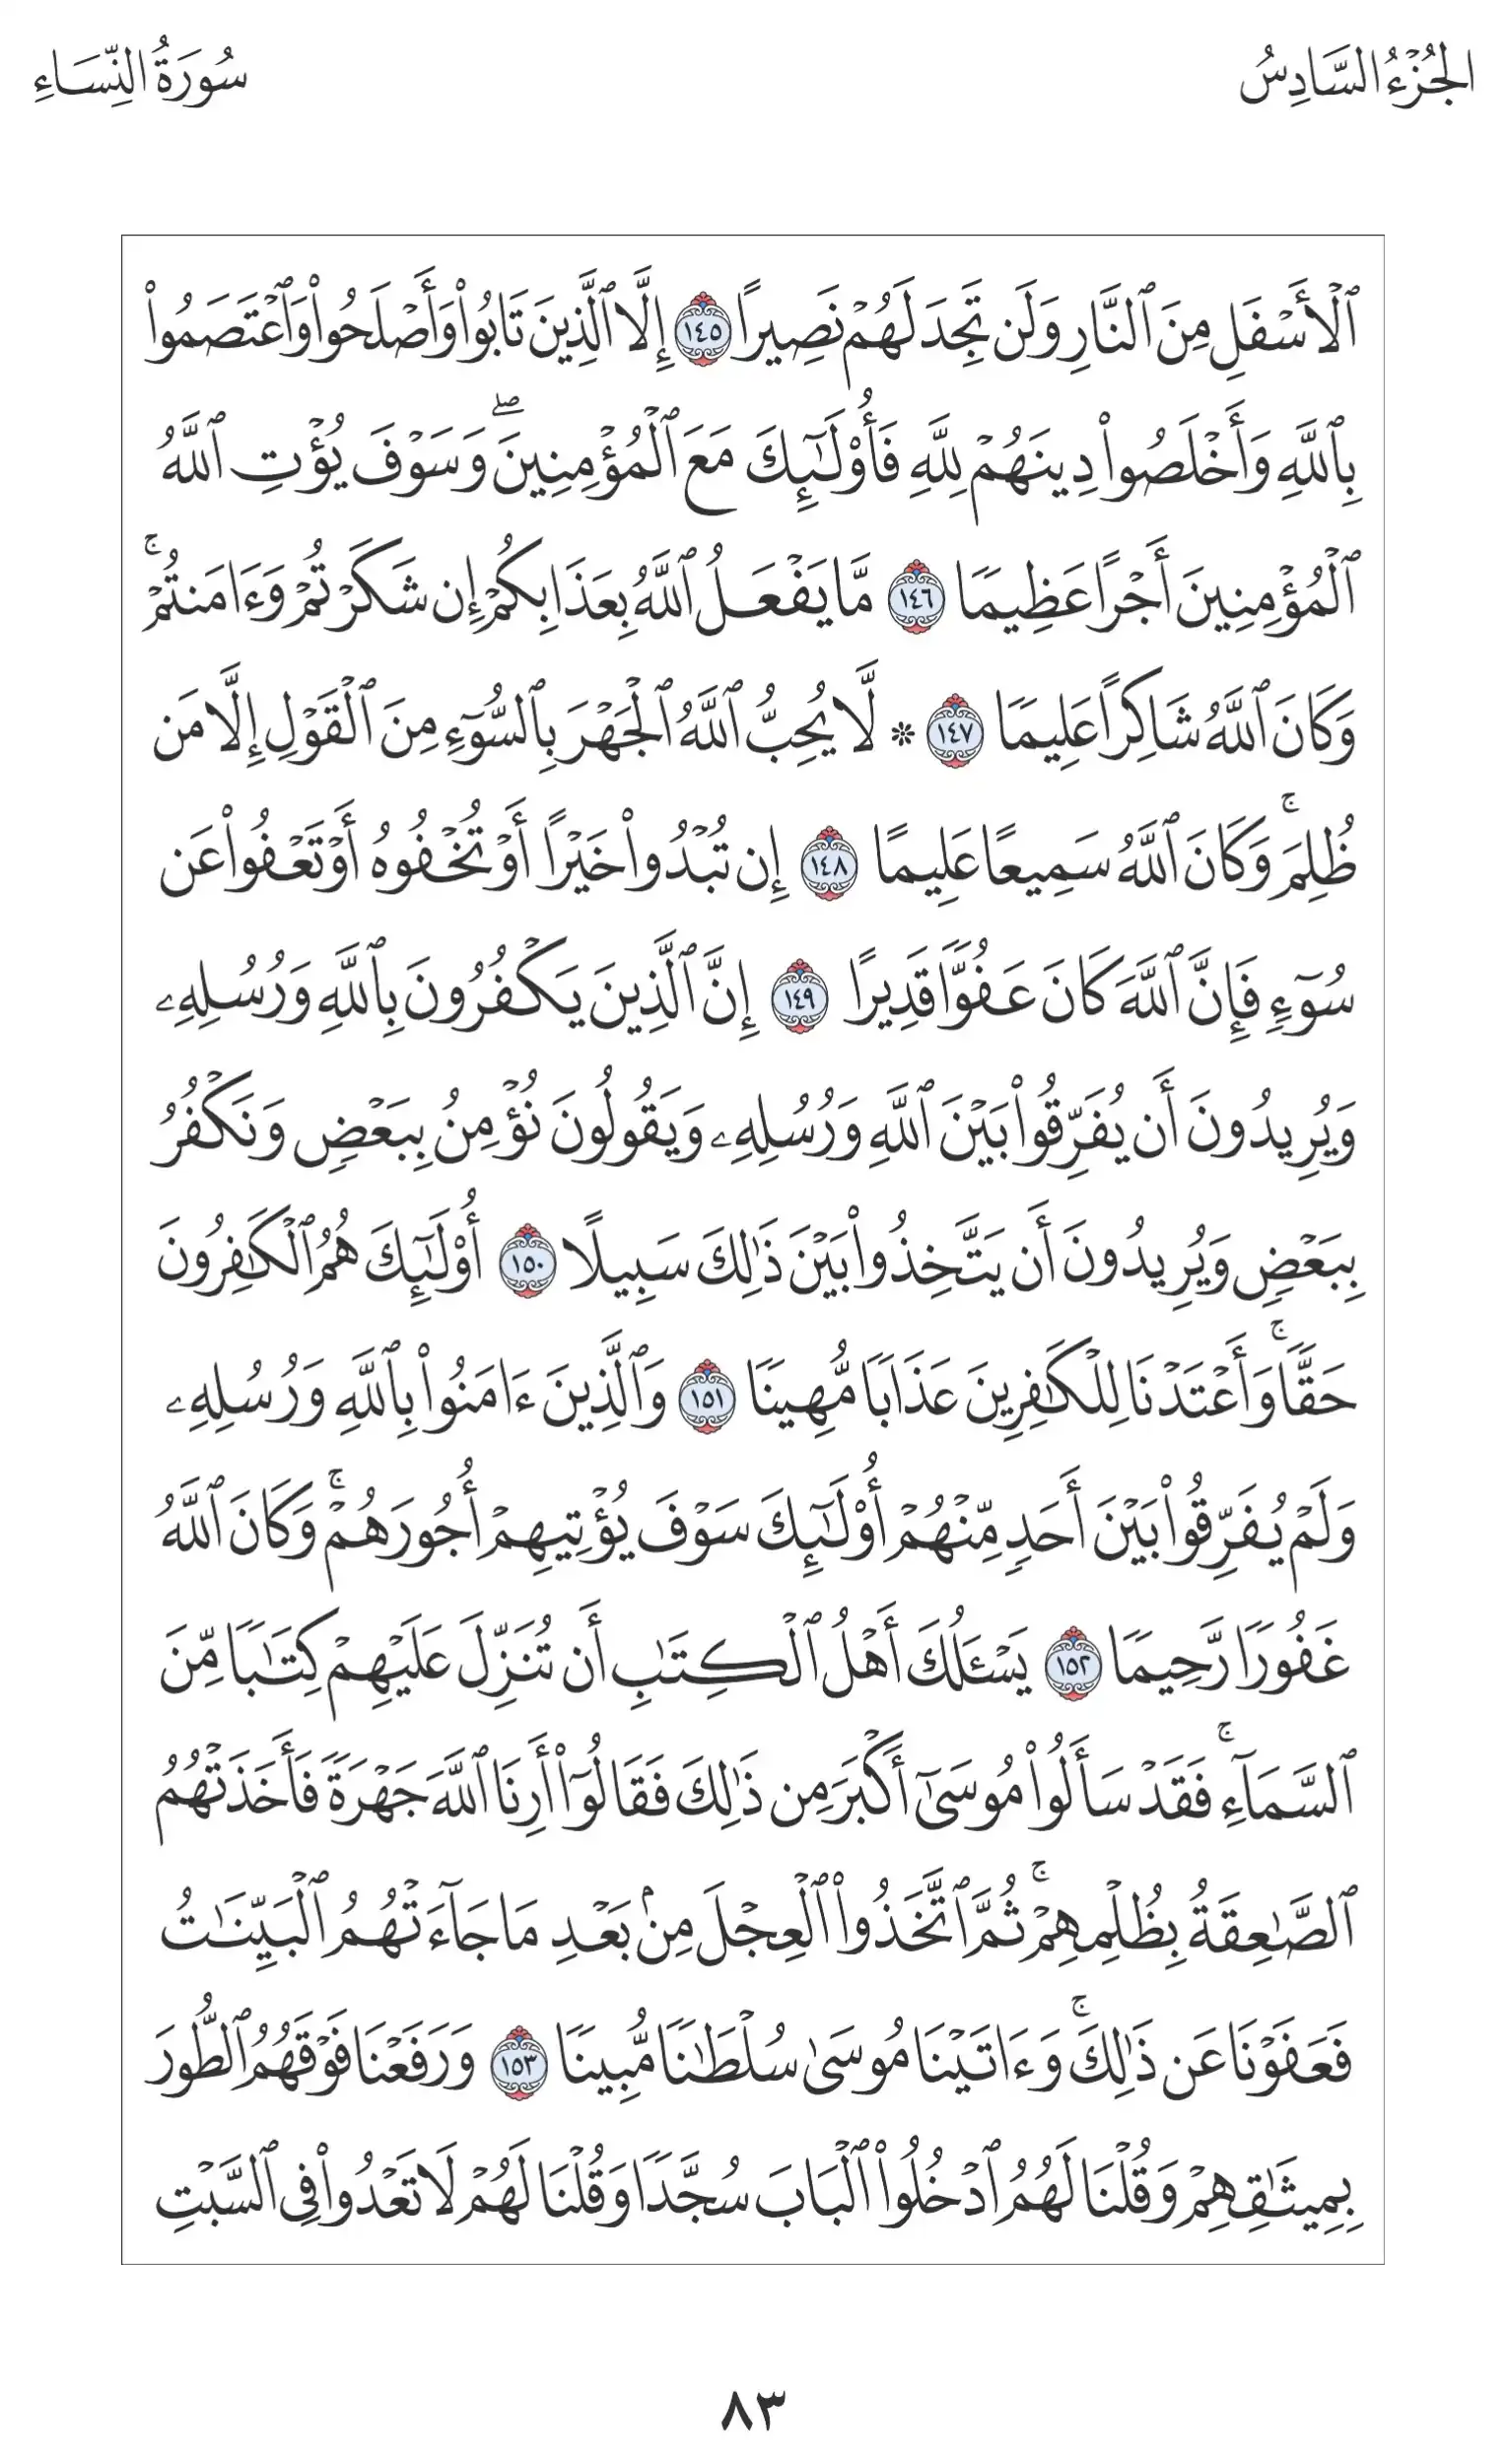 الجُزْءُ السَّادِسُ
سُورَةُ النِّسَاءِ
ٱلْأَسْفَلِ مِنَ ٱلنَّارِ وَلَن تَجِدَ لَهُمْ نَصِيرًا ١٤٥ إِلَّا ٱلَّذِينَ تَابُوا۟ وَأَصْلَحُوا۟ وَٱعْتَصَمُوا۟
بِٱللَّهِ وَأَخْلَصُوا۟ دِينَهُمْ لِلَّهِ فَأُو۟لَـٰٓئِكَ مَعَ ٱلْمُؤْمِنِينَ ۖ وَسَوْفَ يُؤْتِ ٱللَّهُ
ٱلْمُؤْمِنِينَ أَجْرًا عَظِيمًا ١٤٦ مَّا يَفْعَلُ ٱللَّهُ بِعَذَابِكُمْ إِن شَكَرْتُمْ وَءَامَنتُمْ ۚ
وَكَانَ ٱللَّهُ شَاكِرًا عَلِيمًا ١٤٧ * لَّا يُحِبُّ ٱللَّهُ ٱلْجَهْرَ بِٱلسُّوٓءِ مِنَ ٱلْقَوْلِ إِلَّا مَن
ظُلِمَ ۚ وَكَانَ ٱللَّهُ سَمِيعًا عَلِيمًا ١٤٨ إِن تُبْدُوا۟ خَيْرًا أَوْ تُخْفُوهُ أَوْ تَعْفُوا۟ عَن
سُوٓءٍ فَإِنَّ ٱللَّهَ كَانَ عَفُوًّا قَدِيرًا ١٤٩ إِنَّ ٱلَّذِينَ يَكْفُرُونَ بِٱللَّهِ وَرُسُلِهِۦ
وَيُرِيدُونَ أَن يُفَرِّقُوا۟ بَيْنَ ٱللَّهِ وَرُسُلِهِۦ وَيَقُولُونَ نُؤْمِنُ بِبَعْضٍ وَنَكْفُرُ
بِبَعْضٍ وَيُرِيدُونَ أَن يَتَّخِذُوا۟ بَيْنَ ذَٰلِكَ سَبِيلًا ١٥٠ أُو۟لَـٰٓئِكَ هُمُ ٱلْكَـٰفِرُونَ
حَقًّا ۚ وَأَعْتَدْنَا لِلْكَـٰفِرِينَ عَذَابًا مُّهِينًا ١٥١ وَٱلَّذِينَ ءَامَنُوا۟ بِٱللَّهِ وَرُسُلِهِۦ
وَلَمْ يُفَرِّقُوا۟ بَيْنَ أَحَدٍ مِّنْهُمْ أُو۟لَـٰٓئِكَ سَوْفَ يُؤْتِيهِمْ أُجُورَهُمْ ۚ وَكَانَ ٱللَّهُ
غَفُورًا رَّحِيمًا ١٥٢ يَسْـَٔلُكَ أَهْلُ ٱلْكِتَـٰبِ أَن تُنَزِّلَ عَلَيْهِمْ كِتَـٰبًا مِّنَ
ٱلسَّمَآءِ ۚ فَقَدْ سَأَلُوا۟ مُوسَىٰٓ أَكْبَرَ مِن ذَٰلِكَ فَقَالُوٓا۟ أَرِنَا ٱللَّهَ جَهْرَةً فَأَخَذَتْهُمُ
ٱلصَّـٰعِقَةُ بِظُلْمِهِمْ ۚ ثُمَّ ٱتَّخَذُوا۟ ٱلْعِجْلَ مِنۢ بَعْدِ مَا جَآءَتْهُمُ ٱلْبَيِّنَـٰتُ
فَعَفَوْنَا عَن ذَٰلِكَ ۚ وَءَاتَيْنَا مُوسَىٰ سُلْطَـٰنًا مُّبِينًا ١٥٣ وَرَفَعْنَا فَوْقَهُمُ ٱلطُّورَ
بِمِيثَـٰقِهِمْ وَقُلْنَا لَهُمُ ٱدْخُلُوا۟ ٱلْبَابَ سُجَّدًا وَقُلْنَا لَهُمْ لَا تَعْدُوا۟ فِى ٱلسَّبْتِ
٨٣